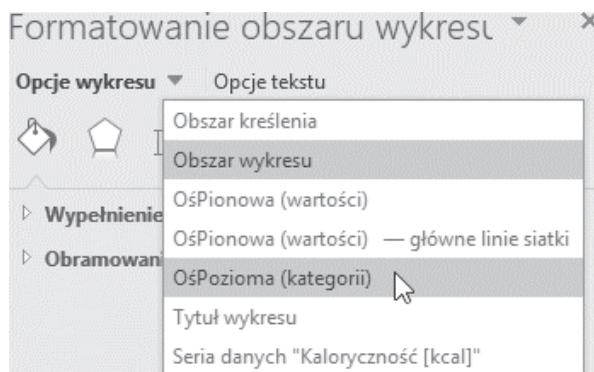 Formatowanie obszaru wykresu
Opcje wykresu Opcje tekstu
Obszar kreślenia
Obszar wykresu
OśPionowa (wartości)
Wypełnienie
OśPionowa (wartości) — główne linie siatki
Obramowani
OśPozioma (kategorii)
Tytuł wykresu
Seria danych "Kaloryczność [kcal]"